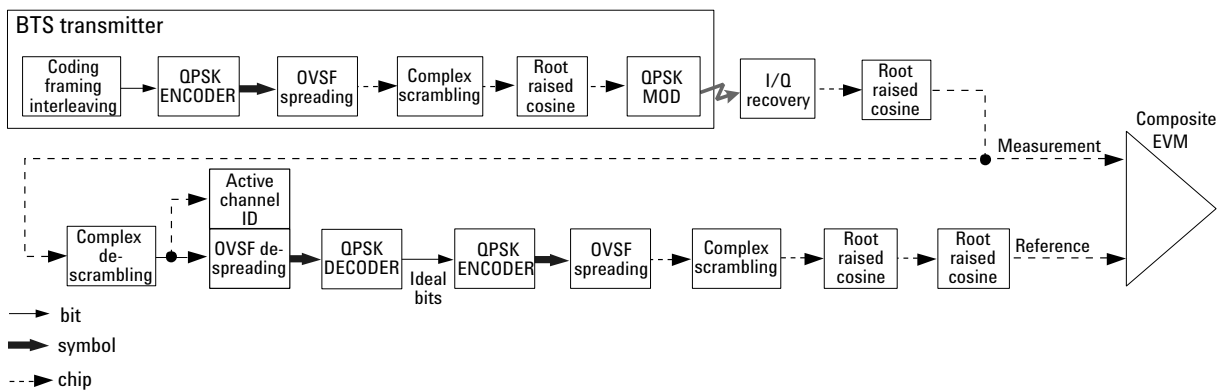 BTS transmitter
Coding
framing
interleaving
QPSK
ENCODER
OVSF
spreading
Complex
scrambling
Root
raised
cosine
QPSK
MOD
I/Q
recovery
Root
raised
cosine
Composite
EVM
Measurement
Active
channel
ID
Complex
de-
scrambling
OVSF de-
spreading
QPSK
DECODER
Ideal
bits
QPSK
ENCODER
OVSF
spreading
Complex
scrambling
Root
raised
cosine
Root
raised
cosine
Reference
bit
symbol
chip